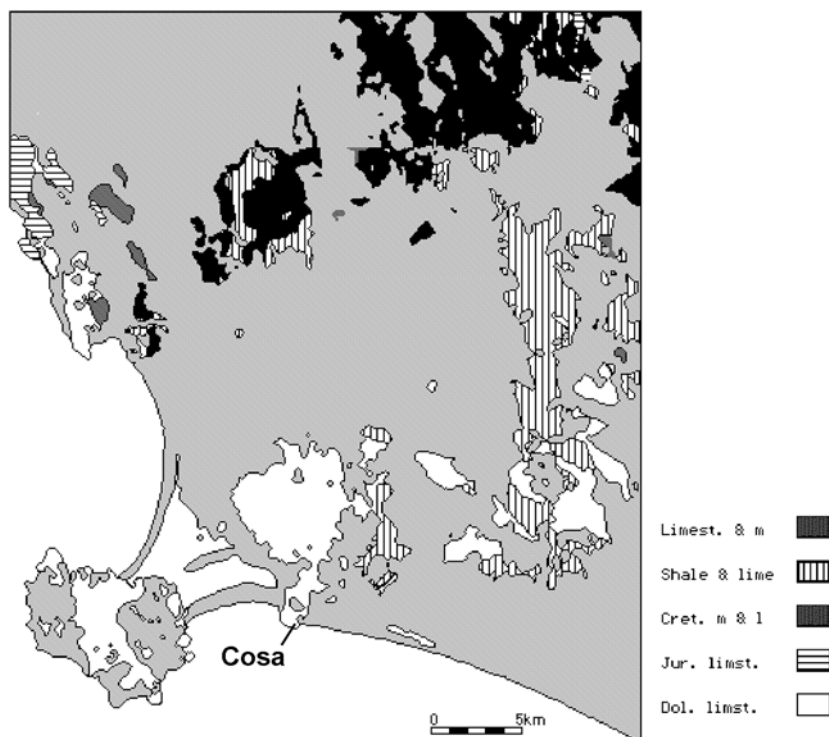 Limest. & m
Shale & lime
Cret. m & l
Jur. limst.
Dol. limst.
Cosa
0 5km